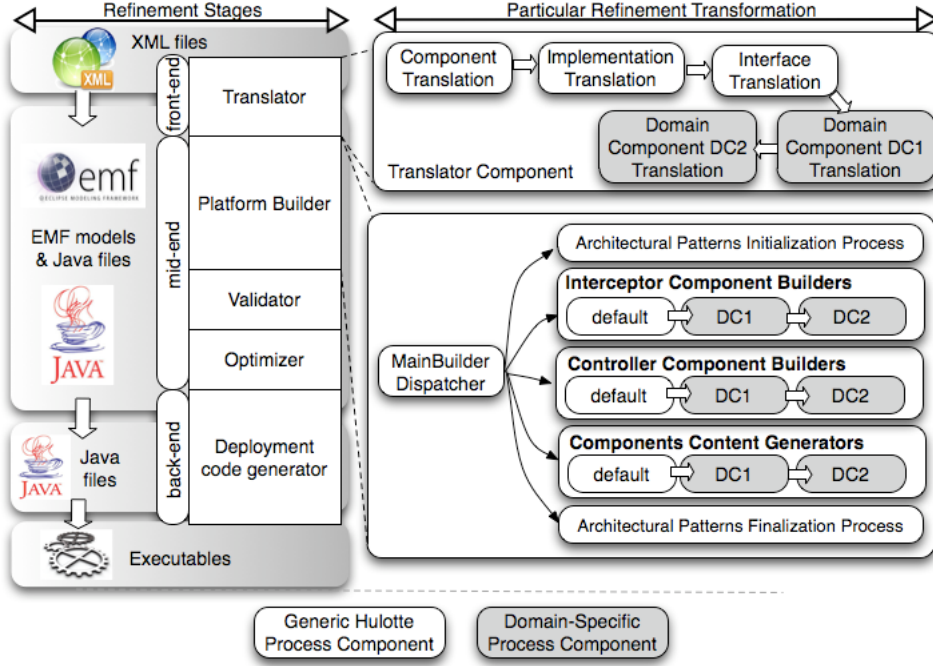 Refinement Stages
Particular Refinement Transformation
XML files
XML
front-end
Translator
emf
ECLIPSE MODELING FRAMEWORK
EMF models
& Java files
JAVA
mid-end
Platform Builder
Validator
Optimizer
Java
files
JAVA
back-end
Deployment
code generator
Executables
Component
Translation
Implementation
Translation
Interface
Translation
Domain
Component DC2
Translation
Domain
Component DC1
Translation
Translator Component
MainBuilder
Dispatcher
Architectural Patterns Initialization Process
Interceptor Component Builders
default
DC1
DC2
Controller Component Builders
default
DC1
DC2
Components Content Generators
default
DC1
DC2
Architectural Patterns Finalization Process
Generic Hulotte
Process Component
Domain-Specific
Process Component